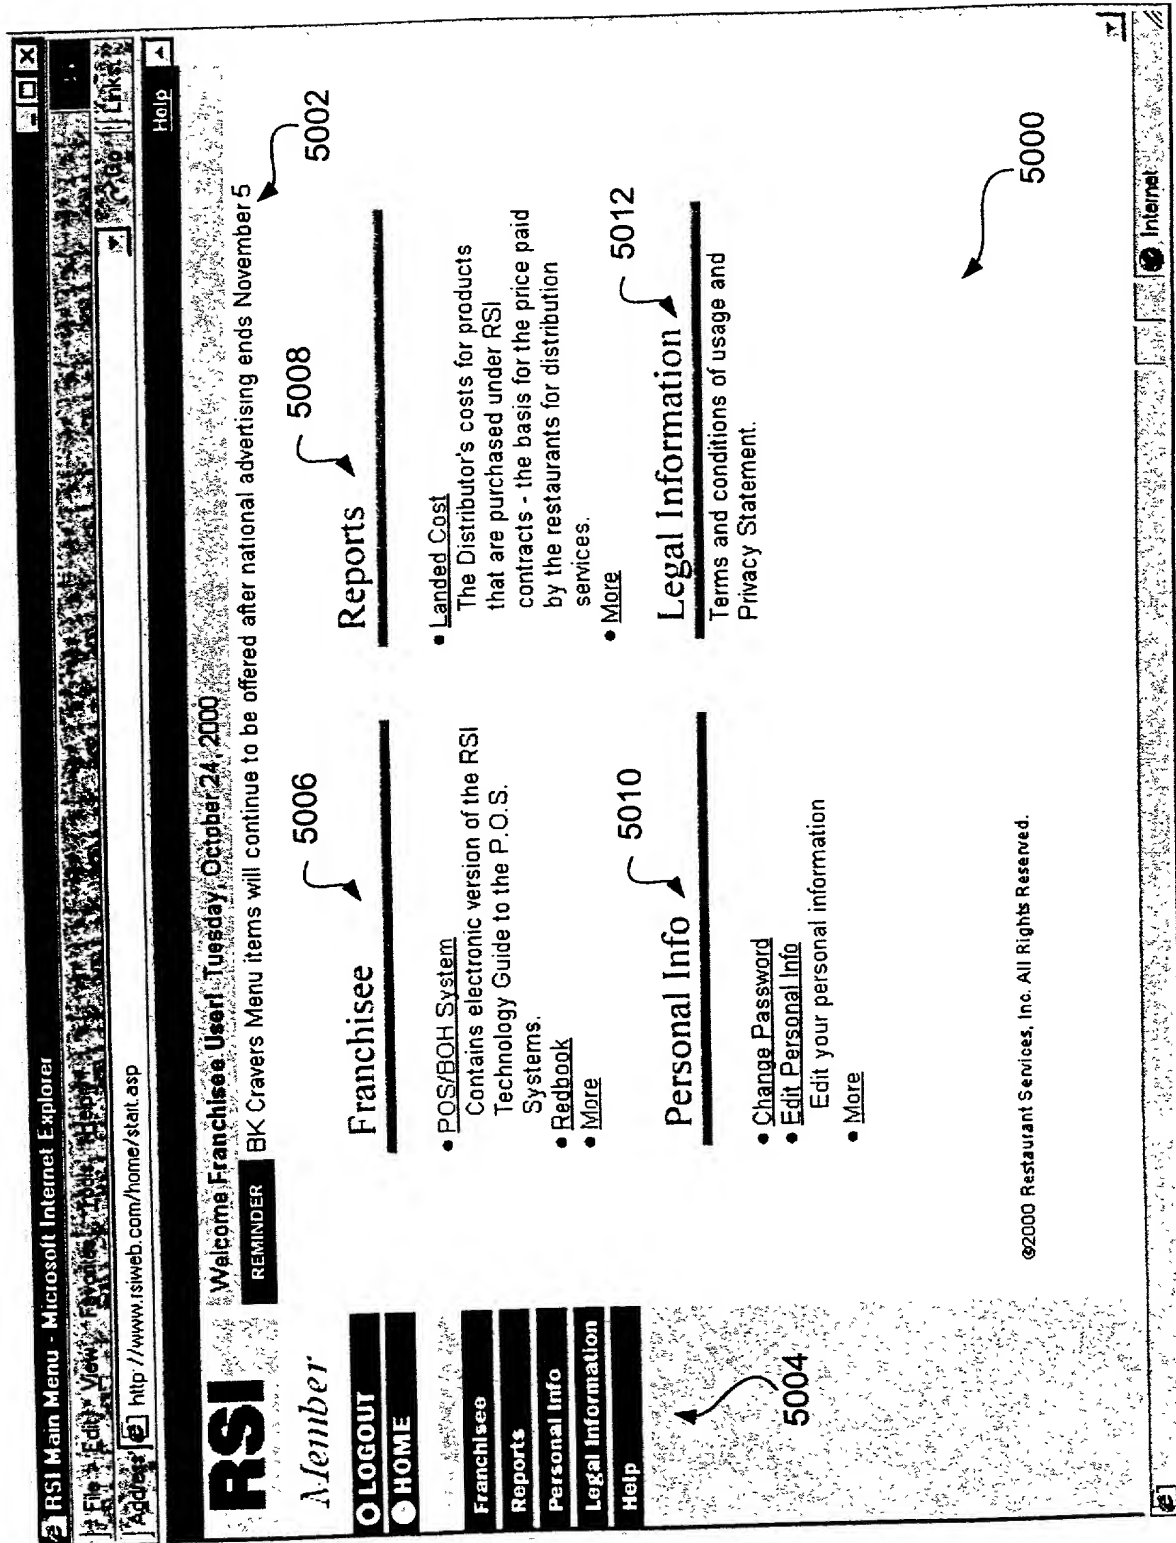 RSI Main Menu - Microsoft Internet Explorer
File Edit View Favorites Tools Help
Address http://www.rsiweb.com/home/start.asp Go Links
Help
RSI
Welcome Franchisee User! Tuesday, October 24, 2000
REMINDER BK Cravers Menu items will continue to be offered after national advertising ends November 5
5002
Member
LOGOUT
HOME
Franchisee
Reports
Personal Info
Legal Information
Help
5004
5006
Franchisee
• POS/BOH System
Contains electronic version of the RSI
Technology Guide to the P.O.S.
Systems.
• Redbook
• More
5008
Reports
• Landed Cost
The Distributor's costs for products
that are purchased under RSI
contracts - the basis for the price paid
by the restaurants for distribution
services.
• More
5010
Personal Info
• Change Password
• Edit Personal Info
Edit your personal information
• More
5012
Legal Information
Terms and conditions of usage and
Privacy Statement.
5000
©2000 Restaurant Services, Inc. All Rights Reserved.
Internet